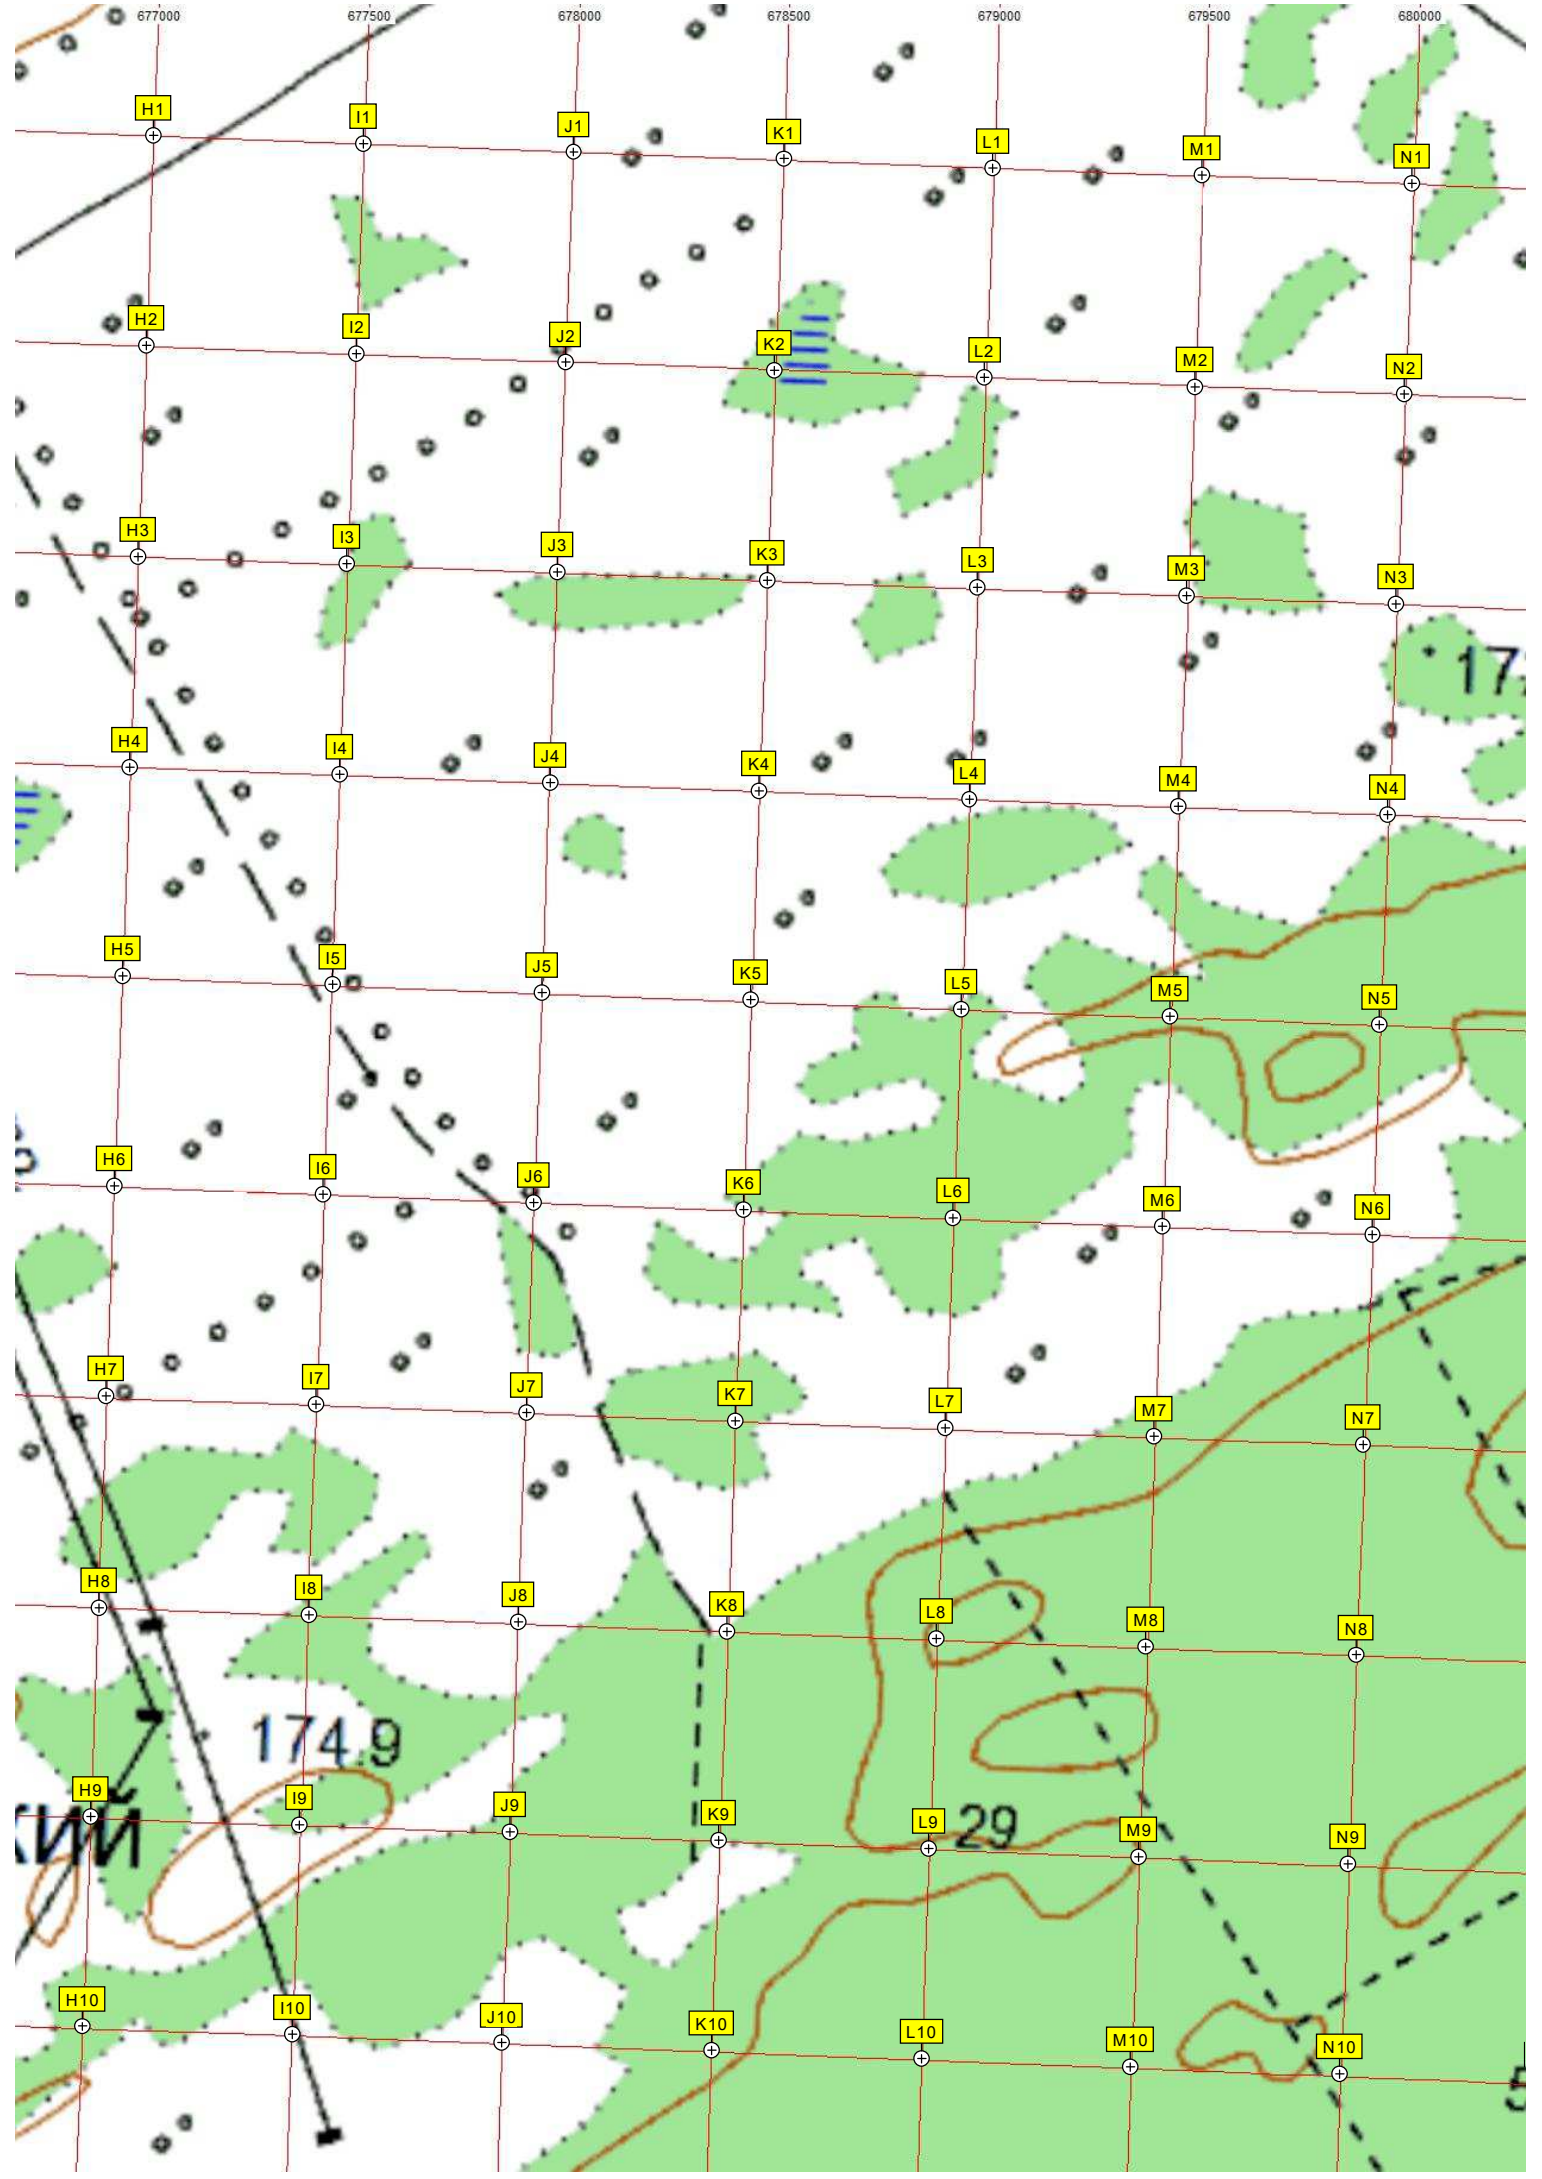 677000 677500 678000 678500 679000 679500 680000
H1 I1 J1 K1 L1 M1 N1
H2 I2 J2 K2 L2 M2 N2
H3 I3 J3 K3 L3 M3 N3
17
H4 I4 J4 K4 L4 M4 N4
H5 I5 J5 K5 L5 M5 N5
H6 I6 J6 K6 L6 M6 N6
H7 I7 J7 K7 L7 M7 N7
H8 I8 J8 K8 L8 M8 N8
174.9
H9 I9 J9 K9 L9 M9 N9
29
КИЙ
H10 I10 J10 K10 L10 M10 N10